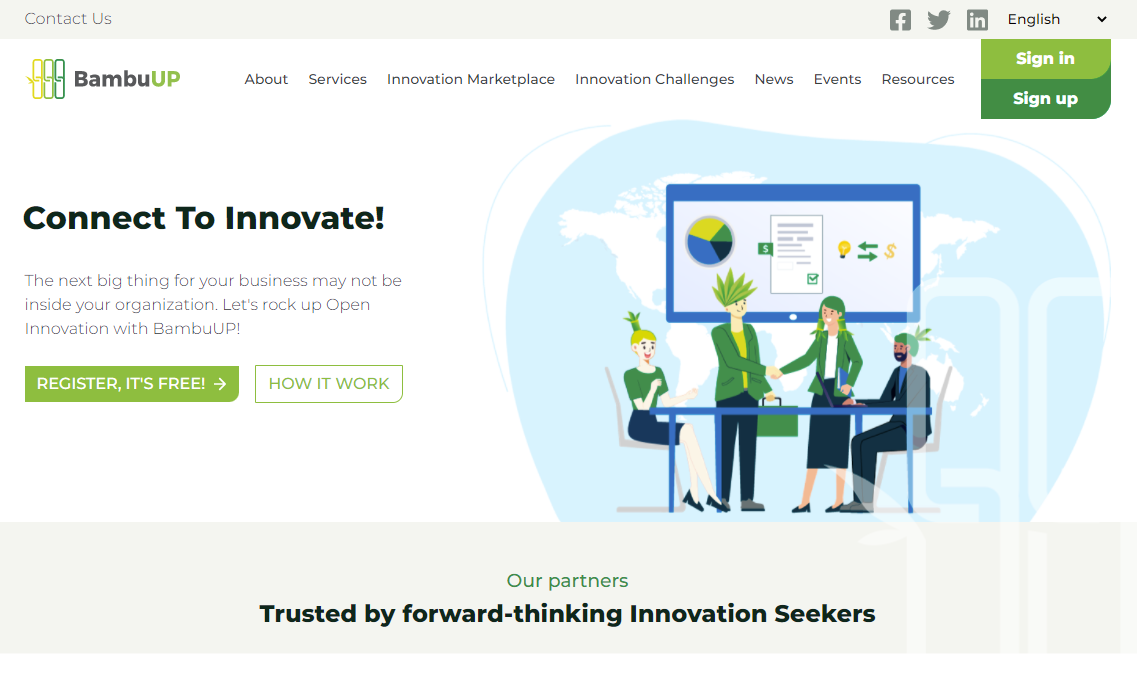 Contact Us
English
BambuUP
About Services Innovation Marketplace Innovation Challenges News Events Resources
Sign in
Sign up
Connect To Innovate!
The next big thing for your business may not be
inside your organization. Let's rock up Open
Innovation with BambuUP!
REGISTER, IT'S FREE! →
HOW IT WORK
$
$
Our partners
Trusted by forward-thinking Innovation Seekers